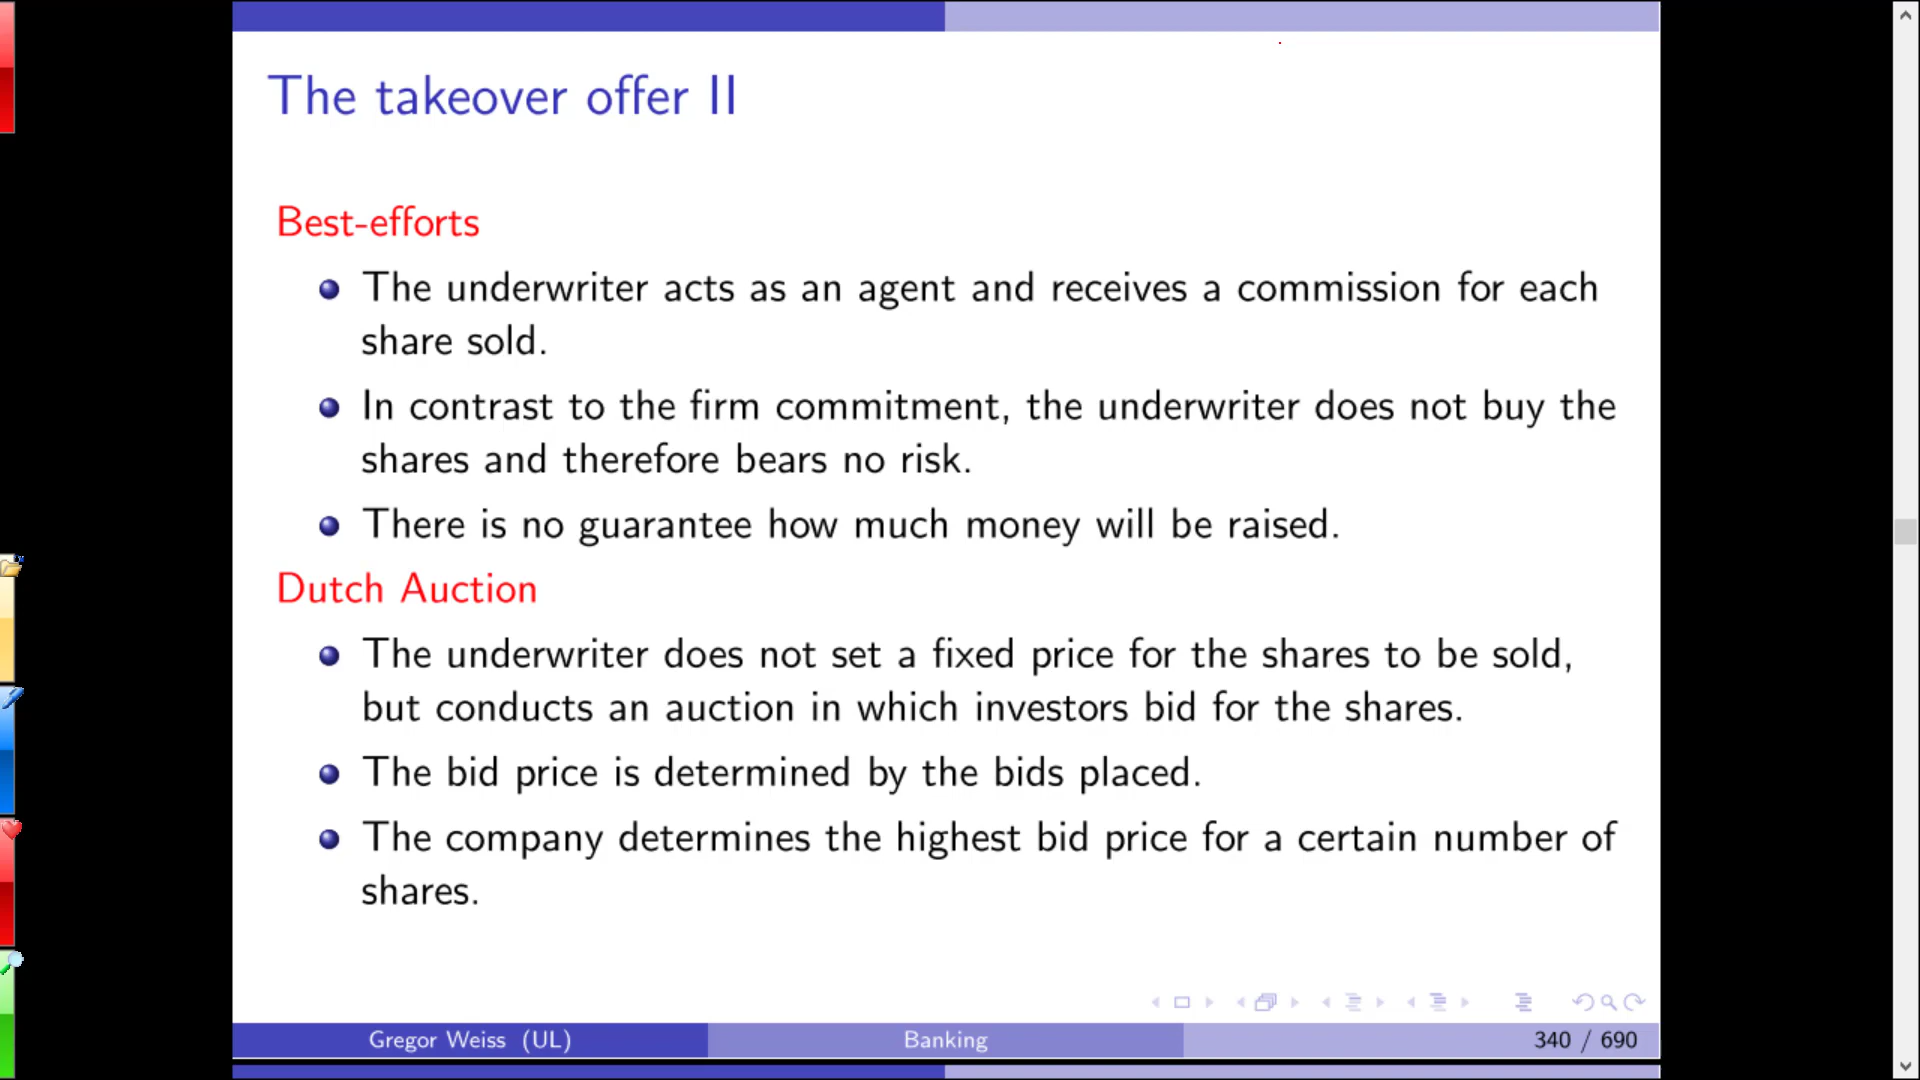 The takeover offer II
Best-efforts
The underwriter acts as an agent and receives a commission for each
share sold.
In contrast to the firm commitment, the underwriter does not buy the
shares and therefore bears no risk.
There is no guarantee how much money will be raised.
Dutch Auction
The underwriter does not set a fixed price for the shares to be sold,
but conducts an auction in which investors bid for the shares.
The bid price is determined by the bids placed.
The company determines the highest bid price for a certain number of
shares.
Gregor Weiss (UL) Banking 340 / 690